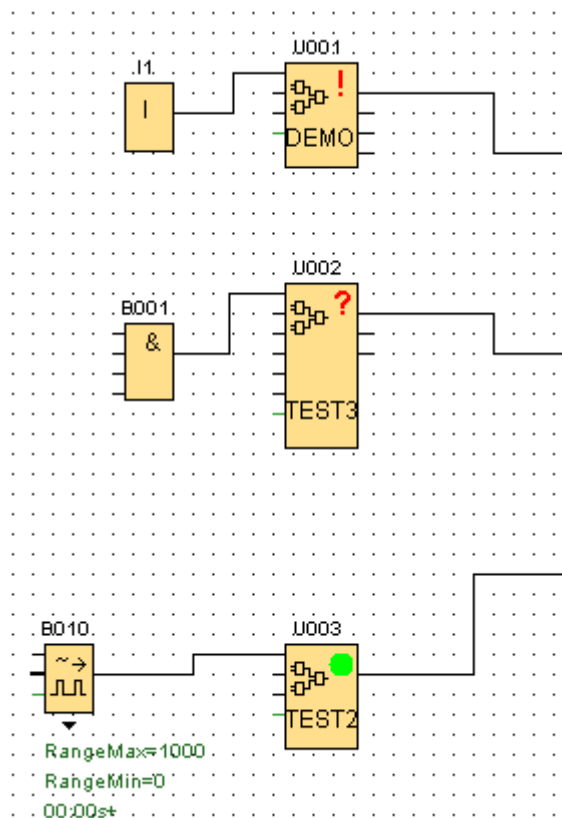 U001
I1
I
!
DEMO
U002
B001
?
&
TEST3
B010
U003
TEST2
RangeMax=1000
RangeMin=0
00:00s+